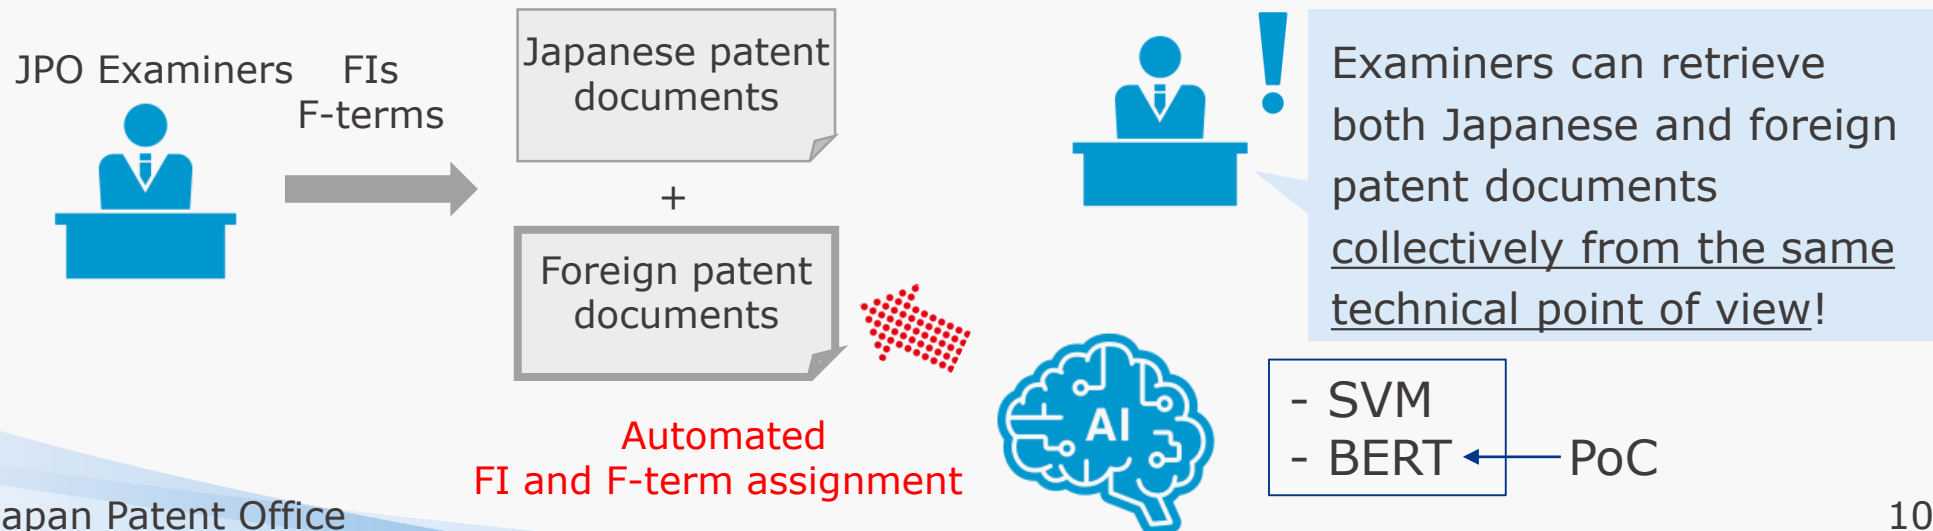 JPO Examiners
FIs
F-terms
Japanese patent
documents
+
Foreign patent
documents
Automated
FI and F-term assignment
AI
Examiners can retrieve
both Japanese and foreign
patent documents
collectively from the same
technical point of view!
- SVM
- BERT
PoC
apan Patent Office
10